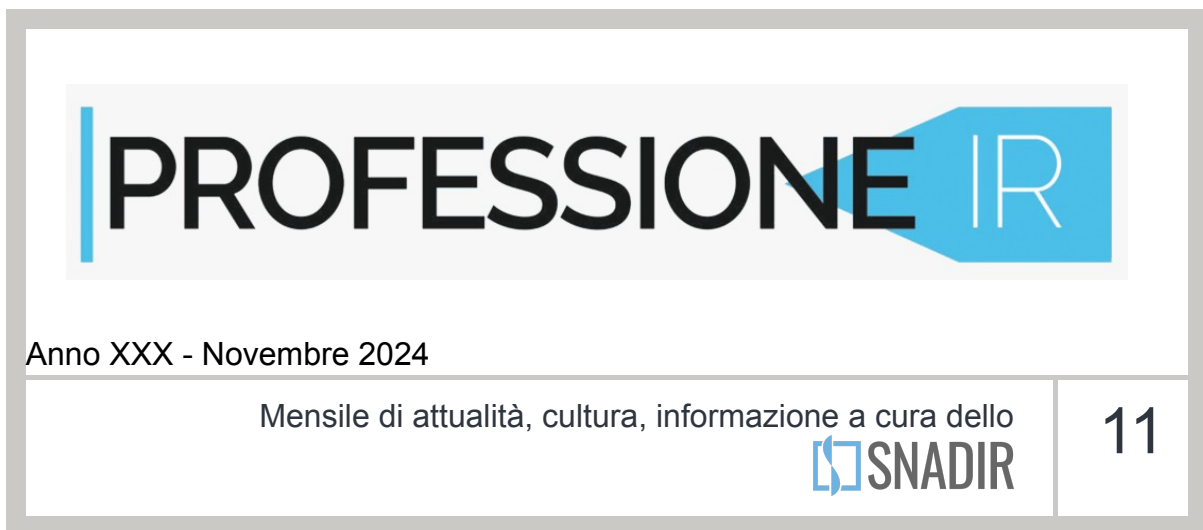 PROFESSIONE IR
Anno XXX - Novembre 2024
Mensile di attualità, cultura, informazione a cura dello
SNADIR
11